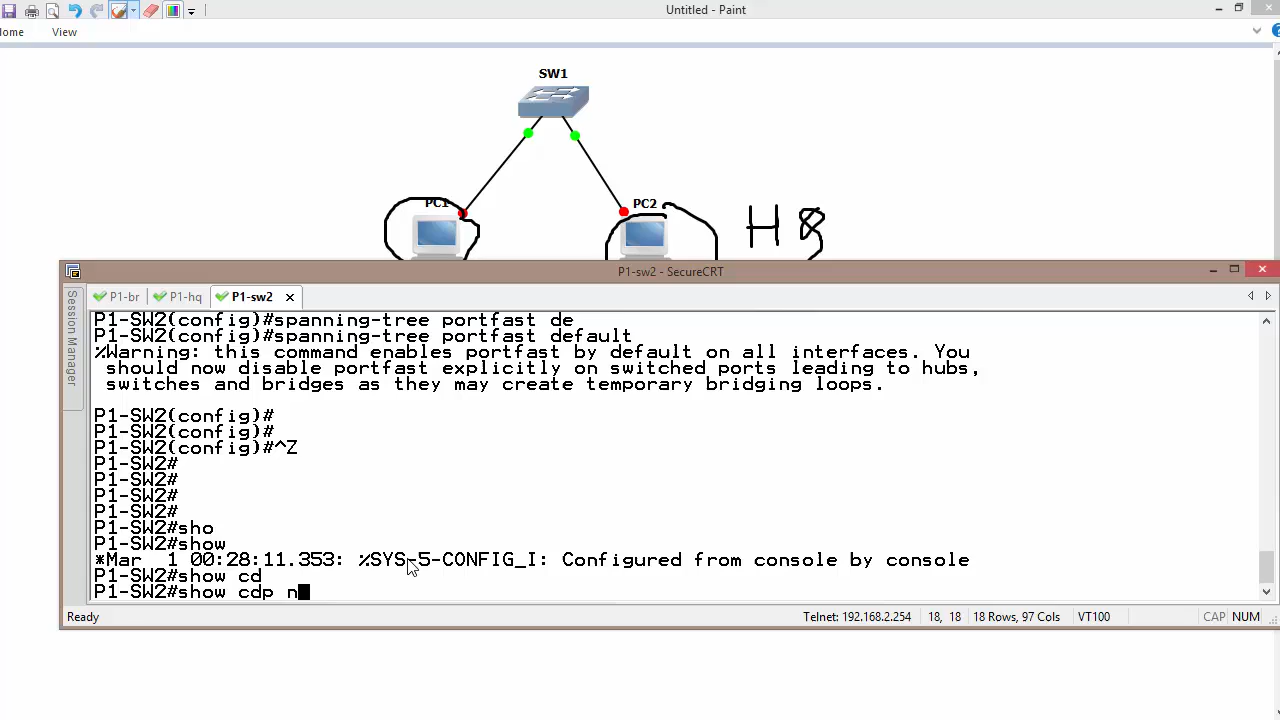 Untitled - Paint
ome View
SW1
PC1 PC2
H 8
P1-sw2 - SecureCRT
P1-br P1-hq P1-sw2
Session Manager
P1-SW2(config)#spanning-tree portfast de
P1-SW2(config)#spanning-tree portfast default
%Warning: this command enables portfast by default on all interfaces. You
should now disable portfast explicitly on switched ports leading to hubs,
switches and bridges as they may create temporary bridging loops.
P1-SW2(config)#
P1-SW2(config)#
P1-SW2(config)#^Z
P1-SW2#
P1-SW2#
P1-SW2#
P1-SW2#
P1-SW2#sho
P1-SW2#show
*Mar  1 00:28:11.353: %SYS-5-CONFIG_I: Configured from console by console
P1-SW2#show cd
P1-SW2#show cdp n
Ready Telnet: 192.168.2.254 18, 18 18 Rows, 97 Cols VT100 CAP NUM